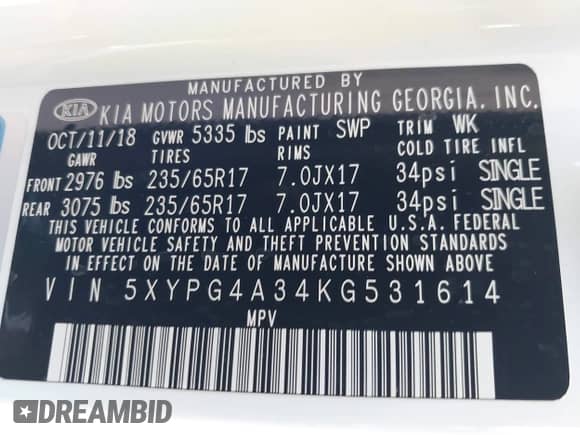 MANUFACTURED BY
KIA KIA MOTORS MANUFACTURING GEORGIA, INC.
OCT/11/18 GVWR 5335 lbs PAINT SWP TRIM WK
GAWR TIRES RIMS COLD TIRE INFL
FRONT 2976 lbs 235/65R17 7.0JX17 34psi SINGLE
REAR 3075 lbs 235/65R17 7.0JX17 34psi SINGLE
THIS VEHICLE CONFORMS TO ALL APPLICABLE U.S.A. FEDERAL
MOTOR VEHICLE SAFETY AND THEFT PREVENTION STANDARDS
IN EFFECT ON THE DATE OF MANUFACTURE SHOWN ABOVE.
VIN 5XYPG4A34KG531614
MPV
DREAMBID